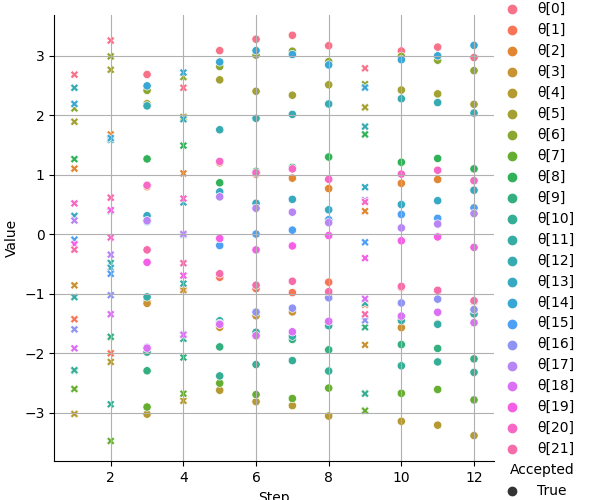 3
2
1
0
−1
−2
−3
Value
2
4
6
8
10
12
Step
θ[0]
θ[1]
θ[2]
θ[3]
θ[4]
θ[5]
θ[6]
θ[7]
θ[8]
θ[9]
θ[10]
θ[11]
θ[12]
θ[13]
θ[14]
θ[15]
θ[16]
θ[17]
θ[18]
θ[19]
θ[20]
θ[21]
Accepted
True